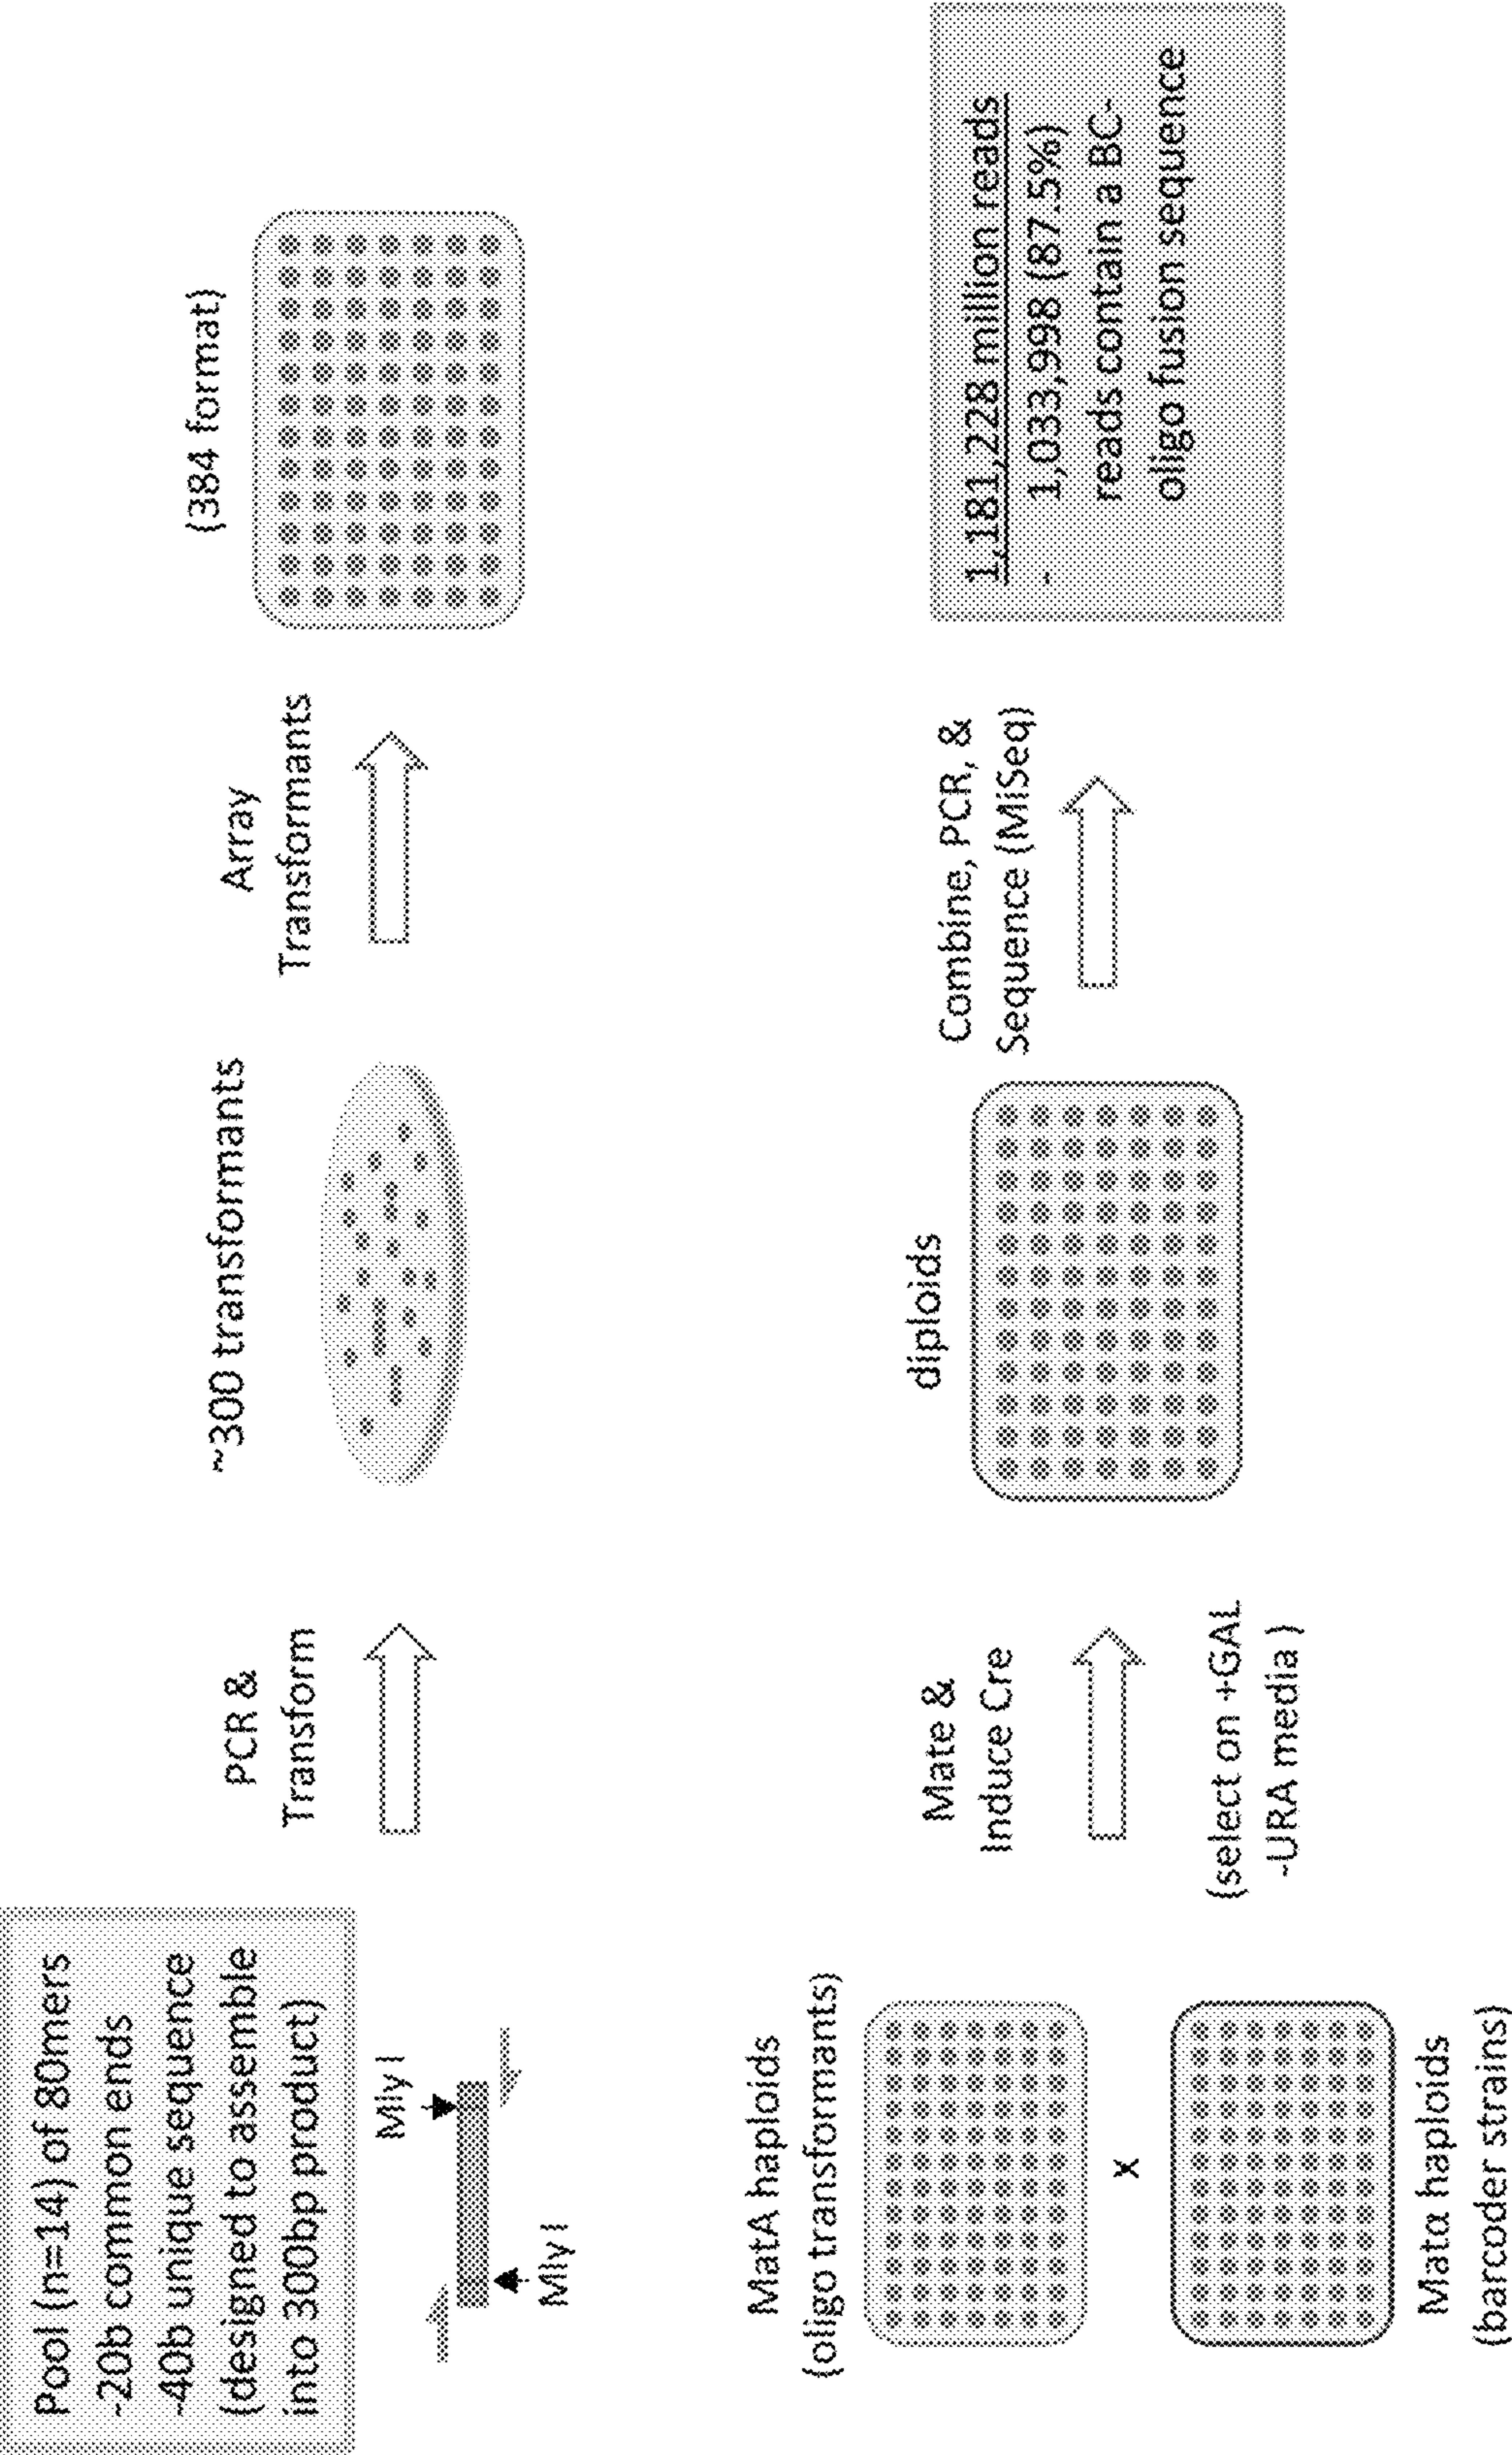 Pool (n=14) of 80mers
-20b common ends
-40b unique sequence
(designed to assemble
into 300bp product)
Mly I
Mly I
PCR &
Transform
~300 transformants
Array
Transformants
(384 format)
MatA haploids
(oligo transformants)
x
Matα haploids
(barcoder strains)
Mate &
Induce Cre
(select on +GAL
-URA media )
diploids
Combine, PCR, &
Sequence (MiSeq)
1,181,228 million reads
- 1,033,998 (87.5%)
reads contain a BC-
oligo fusion sequence